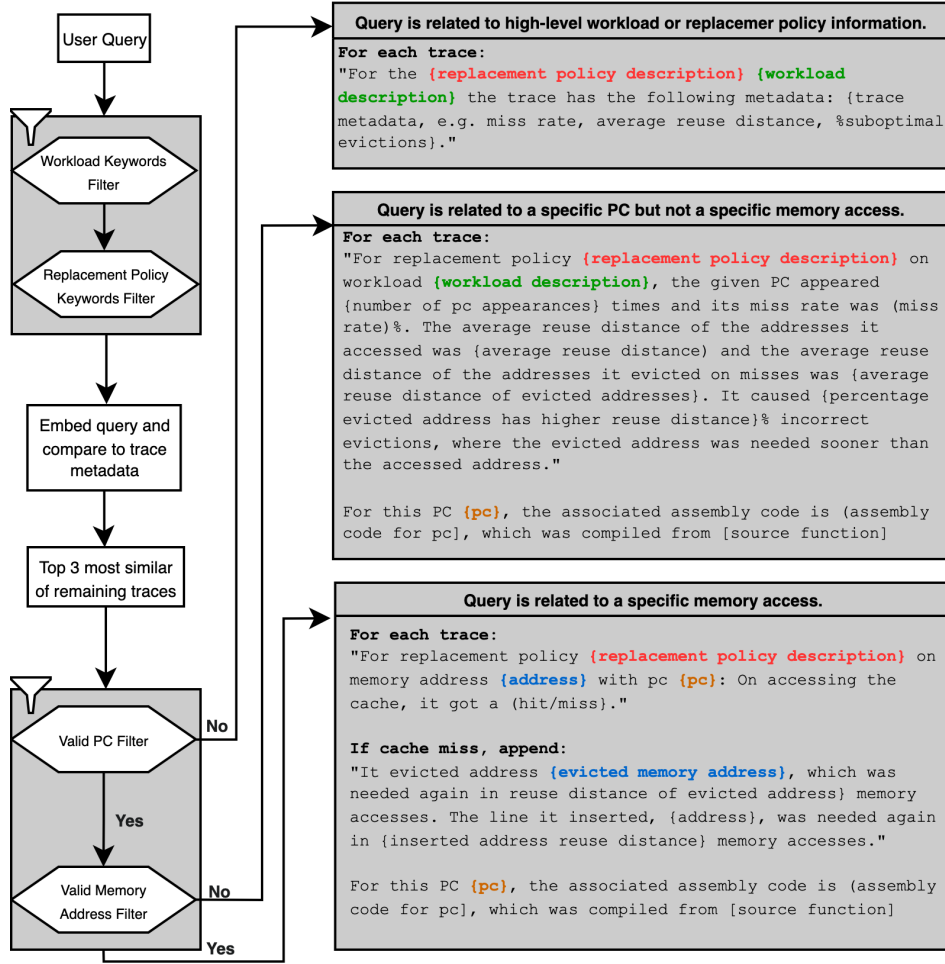 User Query
Workload Keywords
Filter
Replacement Policy
Keywords Filter
Embed query and
compare to trace
metadata
Top 3 most similar
of remaining traces
Valid PC Filter
No
Yes
Valid Memory
Address Filter
No
Yes
Query is related to high-level workload or replacemer policy information.
For each trace:
"For the {replacement policy description} {workload
description} the trace has the following metadata: {trace
metadata, e.g. miss rate, average reuse distance, %suboptimal
evictions}."
Query is related to a specific PC but not a specific memory access.
For each trace:
"For replacement policy {replacement policy description} on
workload {workload description}, the given PC appeared
{number of pc appearances} times and its miss rate was (miss
rate)%. The average reuse distance of the addresses it
accessed was {average reuse distance) and the average reuse
distance of the addresses it evicted on misses was {average
reuse distance of evicted addresses}. It caused {percentage
evicted address has higher reuse distance}% incorrect
evictions, where the evicted address was needed sooner than
the accessed address."
For this PC {pc}, the associated assembly code is (assembly
code for pc], which was compiled from [source function]
Query is related to a specific memory access.
For each trace:
"For replacement policy {replacement policy description} on
memory address {address} with pc {pc}: On accessing the
cache, it got a (hit/miss}."
If cache miss, append:
"It evicted address {evicted memory address}, which was
needed again in reuse distance of evicted address} memory
accesses. The line it inserted, {address}, was needed again
in {inserted address reuse distance} memory accesses."
For this PC {pc}, the associated assembly code is (assembly
code for pc], which was compiled from [source function]